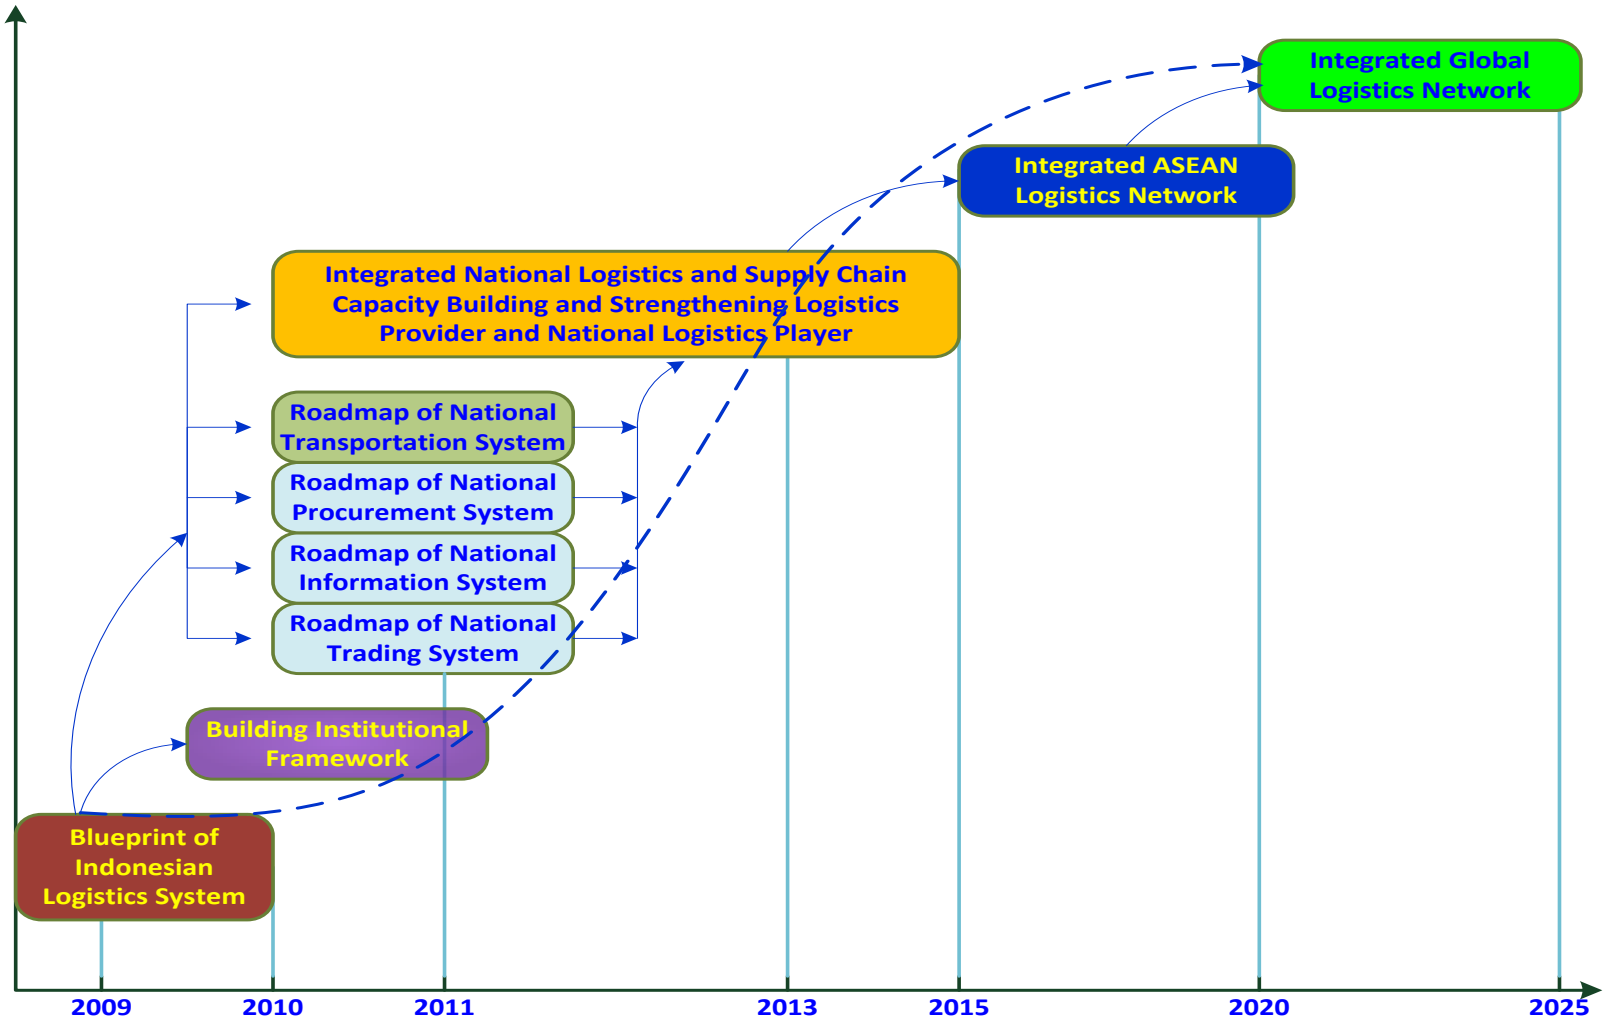 Integrated Global
Logistics Network
Integrated ASEAN
Logistics Network
Integrated National Logistics and Supply Chain
Capacity Building and Strengthening Logistics
Provider and National Logistics Player
Roadmap of National
Transportation System
Roadmap of National
Procurement System
Roadmap of National
Information System
Roadmap of National
Trading System
Building Institutional
Framework
Blueprint of
Indonesian
Logistics System
2009
2010
2011
2013
2015
2020
2025